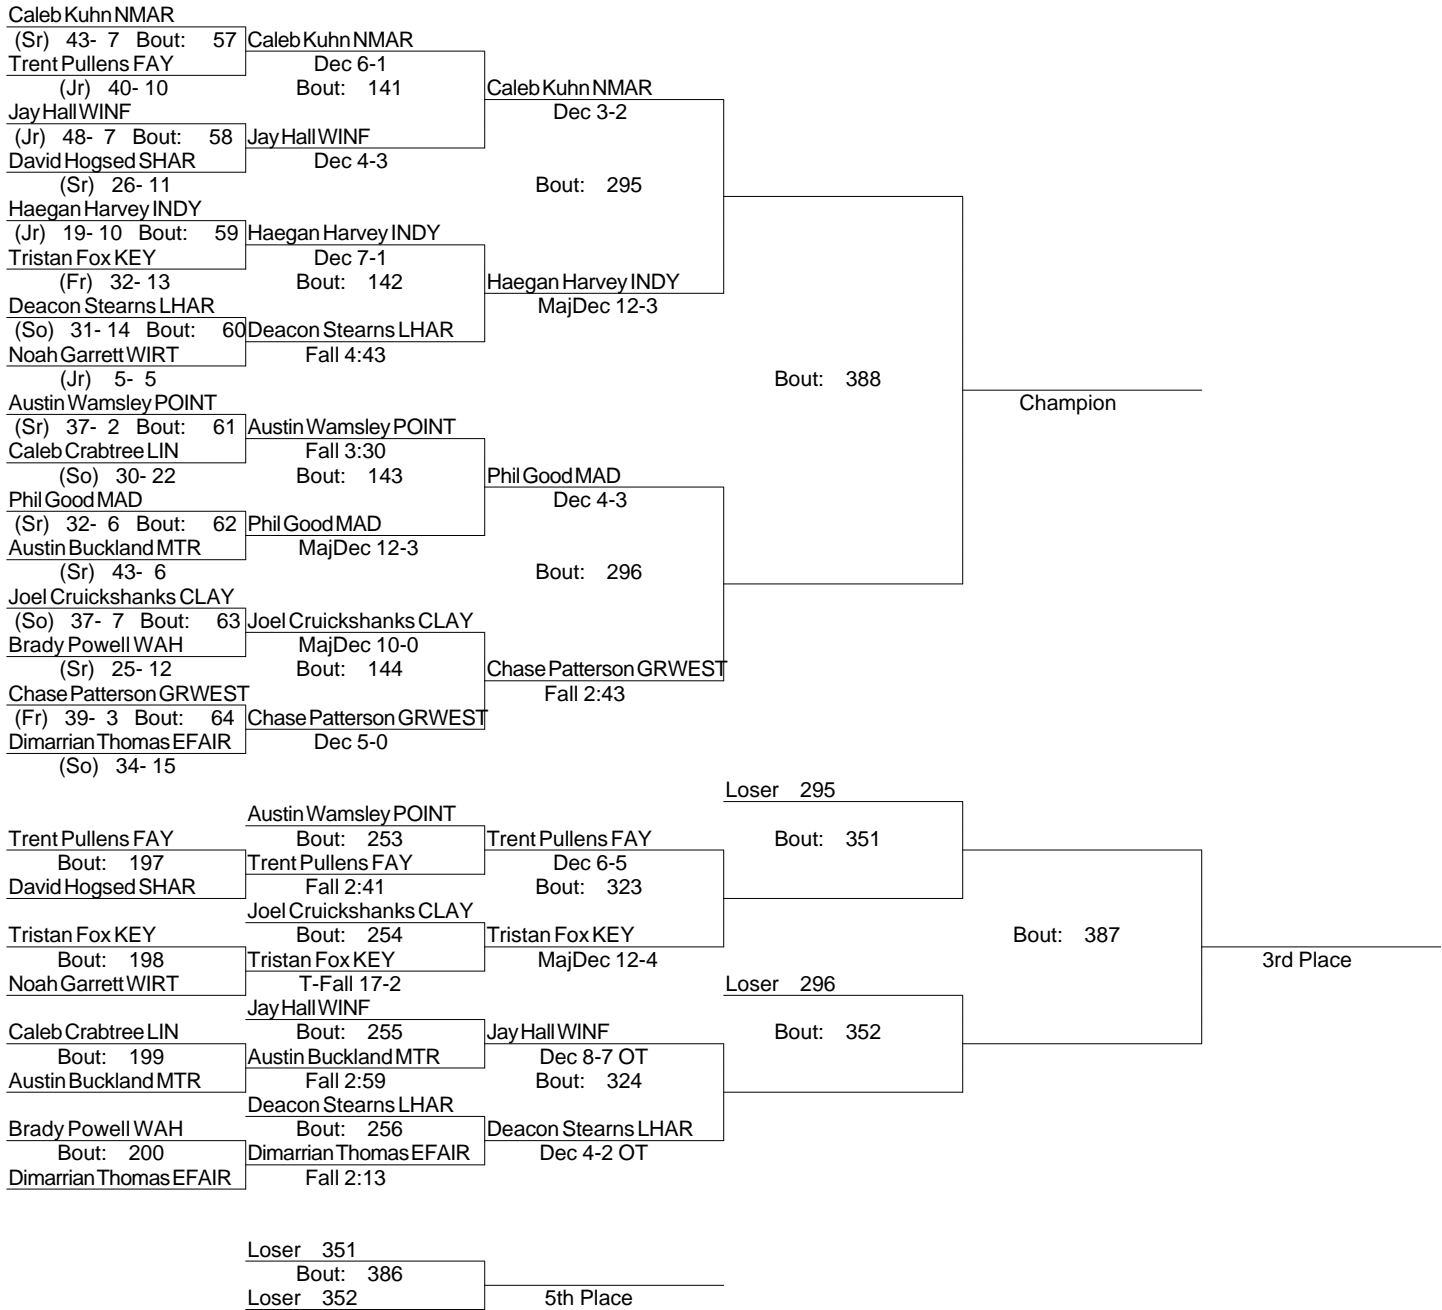 Caleb Kuhn NMAR
(Sr) 43- 7 Bout: 57 Caleb Kuhn NMAR
Trent Pullens FAY Dec 6-1
(Jr) 40- 10 Bout: 141 Caleb Kuhn NMAR
Jay Hall WINF Dec 3-2
(Jr) 48- 7 Bout: 58 Jay Hall WINF
David Hogsed SHAR Dec 4-3
(Sr) 26- 11 Bout: 295
Haegan Harvey INDY
(Jr) 19- 10 Bout: 59 Haegan Harvey INDY
Tristan Fox KEY Dec 7-1
(Fr) 32- 13 Bout: 142 Haegan Harvey INDY
Deacon Stearns LHAR MajDec 12-3
(So) 31- 14 Bout: 60 Deacon Stearns LHAR
Noah Garrett WIRT Fall 4:43
(Jr) 5- 5 Bout: 388
Austin Wamsley POINT Champion
(Sr) 37- 2 Bout: 61 Austin Wamsley POINT
Caleb Crabtree LIN Fall 3:30
(So) 30- 22 Bout: 143 Phil Good MAD
Phil Good MAD Dec 4-3
(Sr) 32- 6 Bout: 62 Phil Good MAD
Austin Buckland MTR MajDec 12-3
(Sr) 43- 6 Bout: 296
Joel Cruickshanks CLAY
(So) 37- 7 Bout: 63 Joel Cruickshanks CLAY
Brady Powell WAH MajDec 10-0
(Sr) 25- 12 Bout: 144 Chase Patterson GRWEST
Chase Patterson GRWEST Fall 2:43
(Fr) 39- 3 Bout: 64 Chase Patterson GRWEST
Dimarrian Thomas EFAIR Dec 5-0
(So) 34- 15
Loser 295
Austin Wamsley POINT
Trent Pullens FAY Bout: 253 Trent Pullens FAY Bout: 351
Bout: 197 Trent Pullens FAY Dec 6-5
David Hogsed SHAR Fall 2:41 Bout: 323
Joel Cruickshanks CLAY
Tristan Fox KEY Bout: 254 Tristan Fox KEY Bout: 387
Bout: 198 Tristan Fox KEY MajDec 12-4 3rd Place
Noah Garrett WIRT T-Fall 17-2 Loser 296
Jay Hall WINF
Caleb Crabtree LIN Bout: 255 Jay Hall WINF Bout: 352
Bout: 199 Austin Buckland MTR Dec 8-7 OT
Austin Buckland MTR Fall 2:59 Bout: 324
Deacon Stearns LHAR
Brady Powell WAH Bout: 256 Deacon Stearns LHAR
Bout: 200 Dimarrian Thomas EFAIR Dec 4-2 OT
Dimarrian Thomas EFAIR Fall 2:13
Loser 351
Bout: 386
Loser 352 5th Place